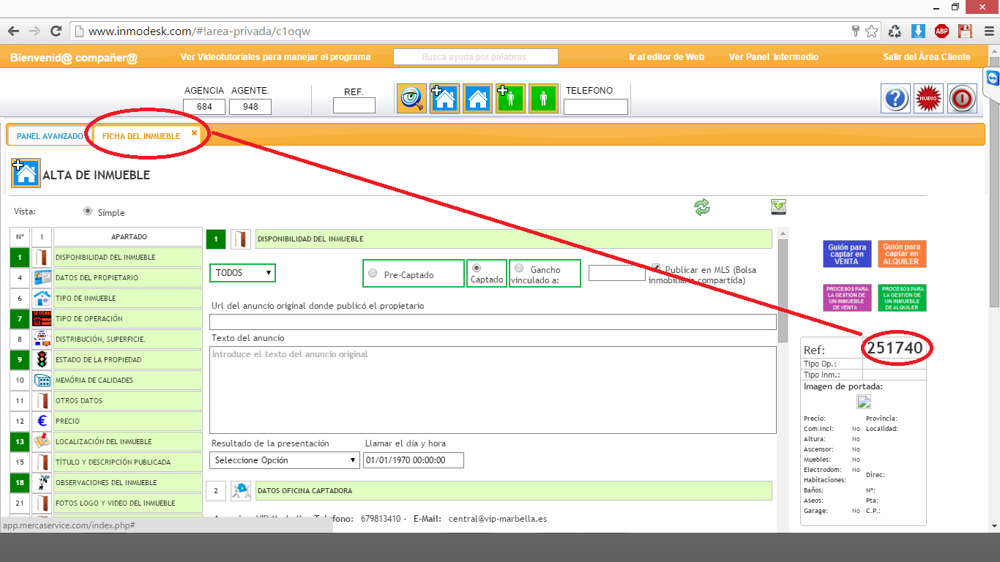 www.inmodesk.com/#!area-privada/c1oqw
ABP
Bienvenid@ compañer@
Ver Videotutoriales para manejar el programa
Busca ayuda por palabras
Ir al editor de Web
Ver Panel Intermedio
Salir del Área Cliente
AGENCIA AGENTE. REF. TELEFONO
684 948
NUEVO
PANEL AVANZADO FICHA DEL INMUEBLE
ALTA DE INMUEBLE
Vista: Simple
Nº I APARTADO
1 DISPONIBILIDAD DEL INMUEBLE
4 DATOS DEL PROPIETARIO
6 TIPO DE INMUEBLE
7 TIPO DE OPERACIÓN
8 DISTRIBUCIÓN, SUPERFICIE.
9 ESTADO DE LA PROPIEDAD
10 MEMÓRIA DE CALIDADES
11 OTROS DATOS
12 € PRECIO
13 LOCALIZACIÓN DEL INMUEBLE
15 TÍTULO Y DESCRIPCIÓN PUBLICADA
18 OBSERVACIONES DEL INMUEBLE
21 FOTOS LOGO Y VIDEO DEL INMUEBLE
app.mercaservice.com/index.php#
1 DISPONIBILIDAD DEL INMUEBLE
TODOS
Pre-Captado
Captado
Gancho
vinculado a:
Publicar en MLS (Bolsa
inmobiliaria compartida)
Url del anuncio original donde publicó el propietario
Texto del anuncio
Introduce el texto del anuncio original
Resultado de la presentación Llamar el día y hora
Seleccione Opción 01/01/1970 00:00:00
2 DATOS OFICINA CAPTADORA
679813410 - E-Mail: central@vip-marbella.es
Guión para
captar en
VENTA
Guión para
captar en
ALQUILER
PROCESOS PARA
LA GESTIÓN DE
UN INMUEBLE
DE VENTA
PROCESOS PARA
LA GESTIÓN DE
UN INMUEBLE
DE ALQUILER
Ref: 251740
Tipo Op.:
Tipo Inm.:
Imagen de portada:
Precio: Provincia:
Com.Incl: No Localidad:
Altura: No
Ascensor: No
Muebles: No
Electrodom: No
Direc:
Habitaciones:
Baños: Nº:
Aseos: Pta:
Garage: No C.P.: